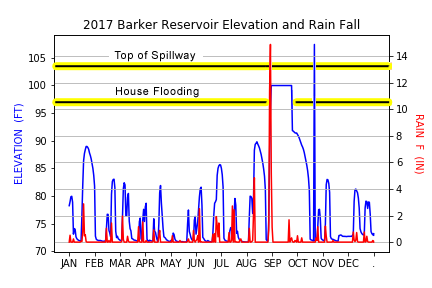 2017 Barker Reservoir Elevation and Rain Fall
Top of Spillway
House Flooding
ELEVATION (FT)
105
100
95
90
85
80
75
70
14
12
10
8
6
4
2
0
RAIN F (IN)
JAN FEB MAR APR MAY JUN JUL AUG SEP OCT NOV DEC .